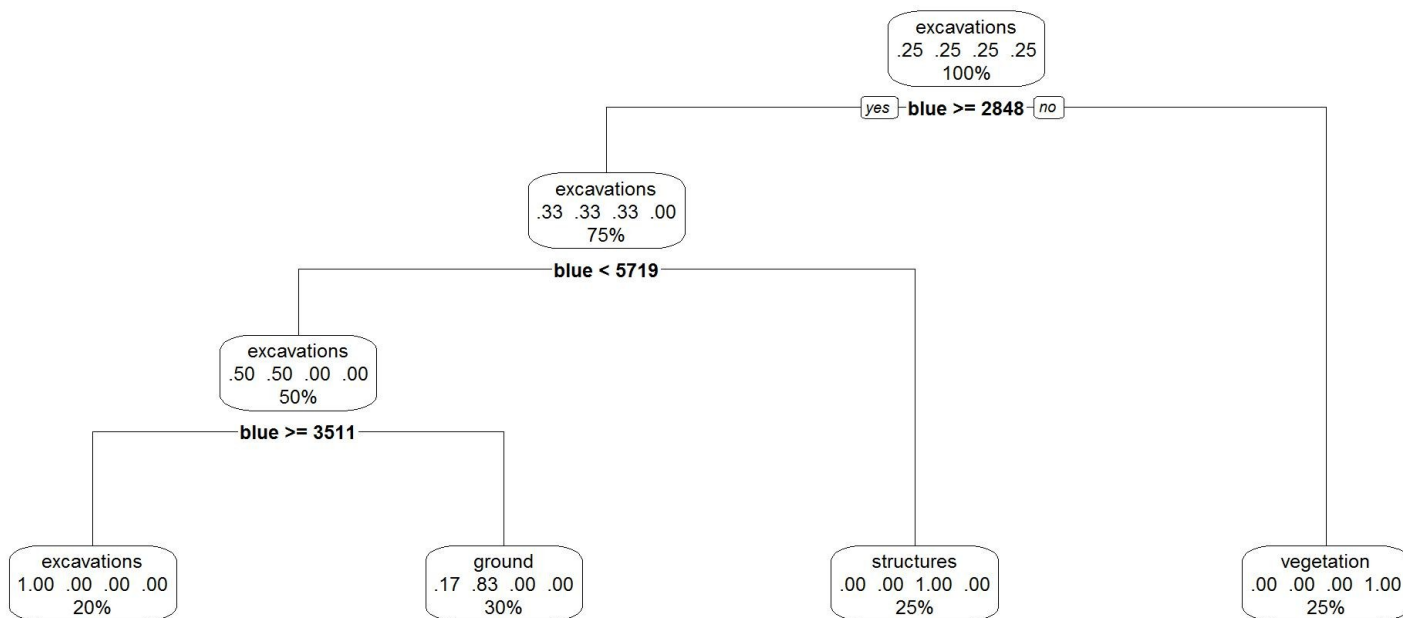 excavations
.25 .25 .25 .25
100%
yes blue >= 2848 no
excavations
.33 .33 .33 .00
75%
blue < 5719
excavations
.50 .50 .00 .00
50%
blue >= 3511
excavations
1.00 .00 .00 .00
20%
ground
.17 .83 .00 .00
30%
structures
.00 .00 1.00 .00
25%
vegetation
.00 .00 .00 1.00
25%